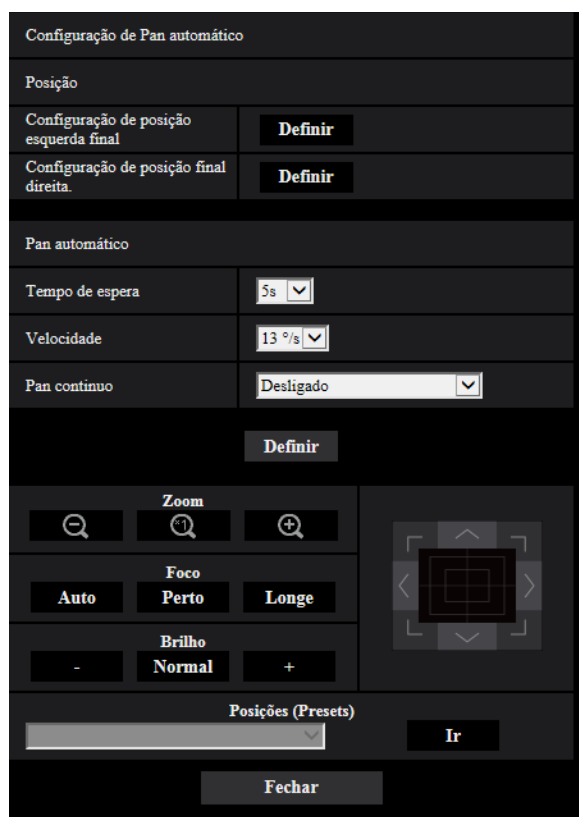 Configuração de Pan automático
Posição
Configuração de posição
esquerda final
Definir
Configuração de posição final
direita.
Definir
Pan automático
Tempo de espera
5s
Velocidade
13 °/s
Pan continuo
Desligado
Definir
Zoom
×1
Foco
Auto
Perto
Longe
Brilho
-
Normal
+
Posições (Presets)
Ir
Fechar